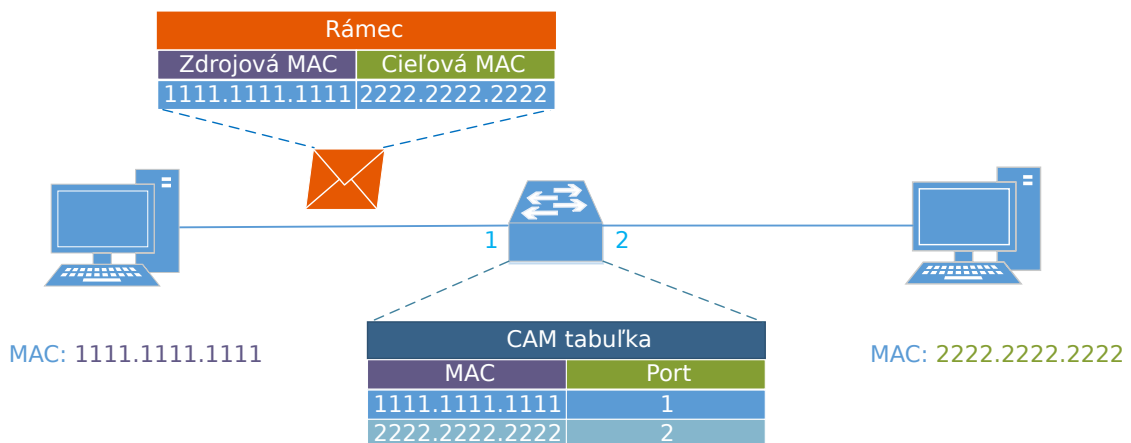 Rámec
Zdrojová MAC Cieľová MAC
1111.1111.1111 2222.2222.2222
1 2
MAC: 1111.1111.1111
MAC: 2222.2222.2222
CAM tabuľka
MAC Port
1111.1111.1111 1
2222.2222.2222 2